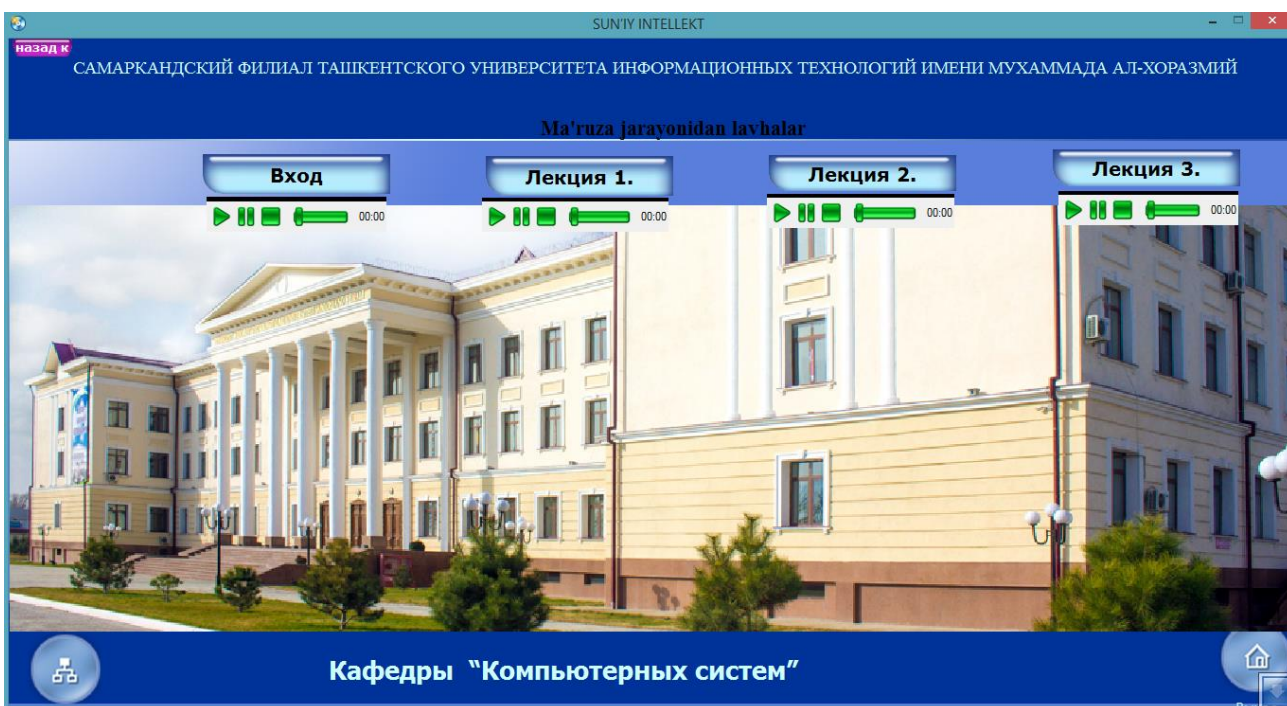 SUN'IY INTELLEKT
назад к
САМАРКАНДСКИЙ ФИЛИАЛ ТАШКЕНТСКОГО УНИВЕРСИТЕТА ИНФОРМАЦИОННЫХ ТЕХНОЛОГИЙ ИМЕНИ МУХАММАДА АЛ-ХОРАЗМИЙ
Ma'ruza jarayonidan lavhalar
Вход Лекция 1. Лекция 2. Лекция 3.
00:00 00:00 00:00 00:00
Кафедры “Компьютерных систем”